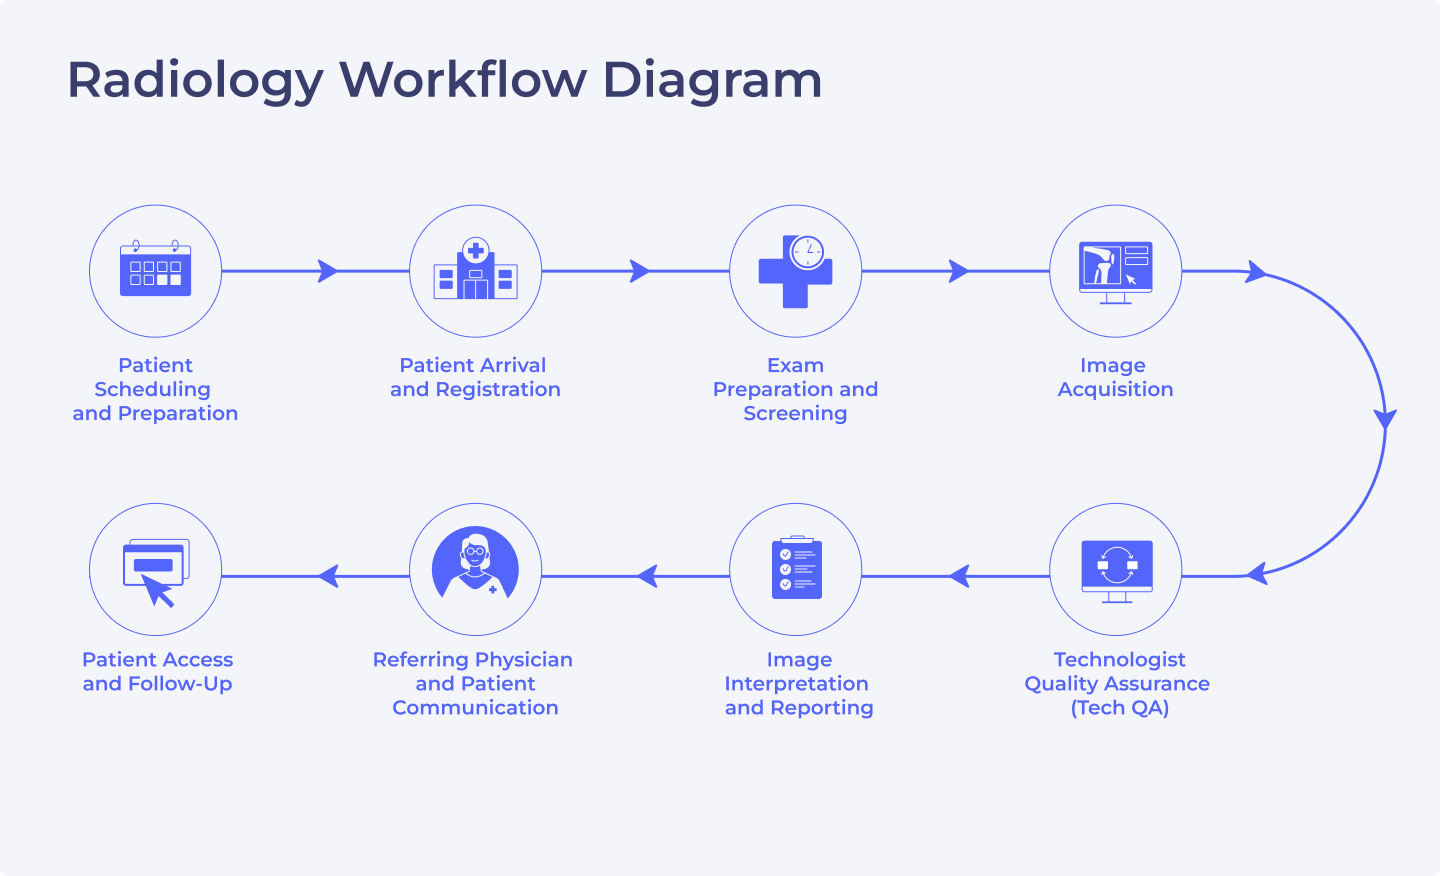 Radiology Workflow Diagram
Patient
Scheduling
and Preparation
Patient Arrival
and Registration
Exam
Preparation and
Screening
Image
Acquisition
Technologist
Quality Assurance
(Tech QA)
Image
Interpretation
and Reporting
Referring Physician
and Patient
Communication
Patient Access
and Follow-Up